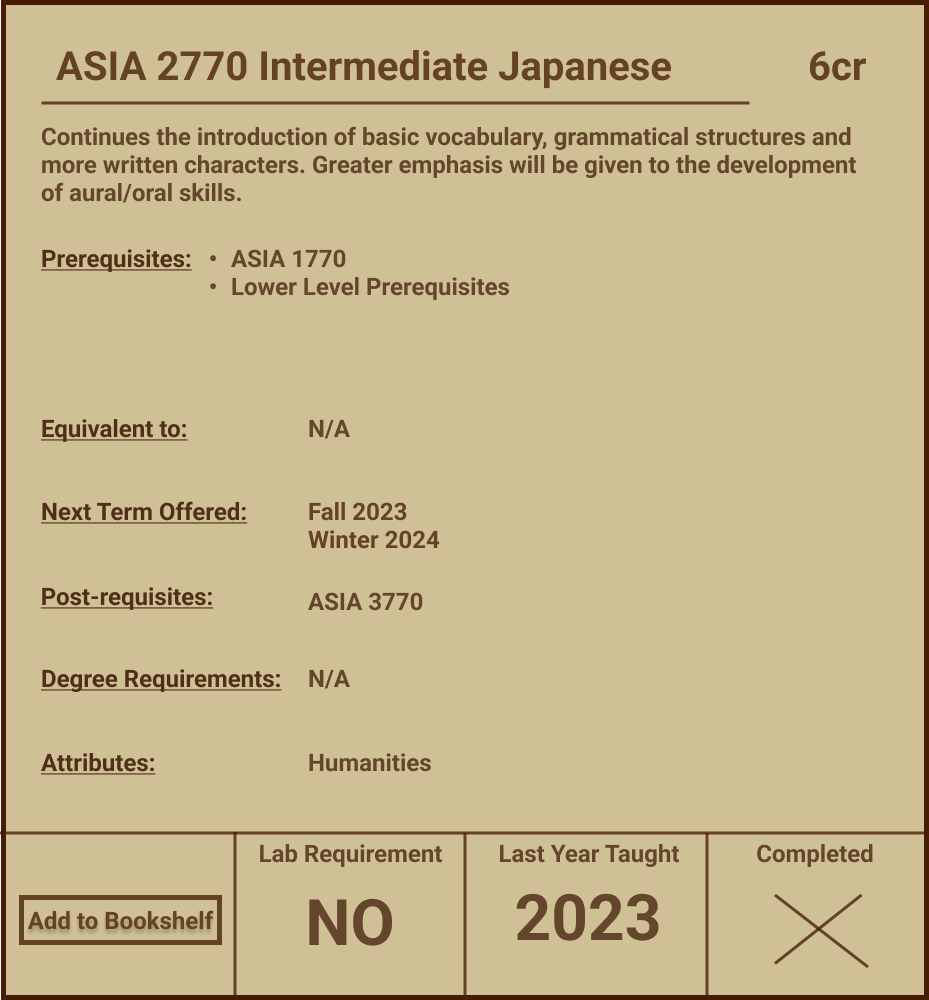 ASIA 2770 Intermediate Japanese 6cr
Continues the introduction of basic vocabulary, grammatical structures and
more written characters. Greater emphasis will be given to the development
of aural/oral skills.
Prerequisites: • ASIA 1770
• Lower Level Prerequisites
Equivalent to: N/A
Next Term Offered: Fall 2023
Winter 2024
Post-requisites: ASIA 3770
Degree Requirements: N/A
Attributes: Humanities
Add to Bookshelf
Lab Requirement
NO
Last Year Taught
2023
Completed